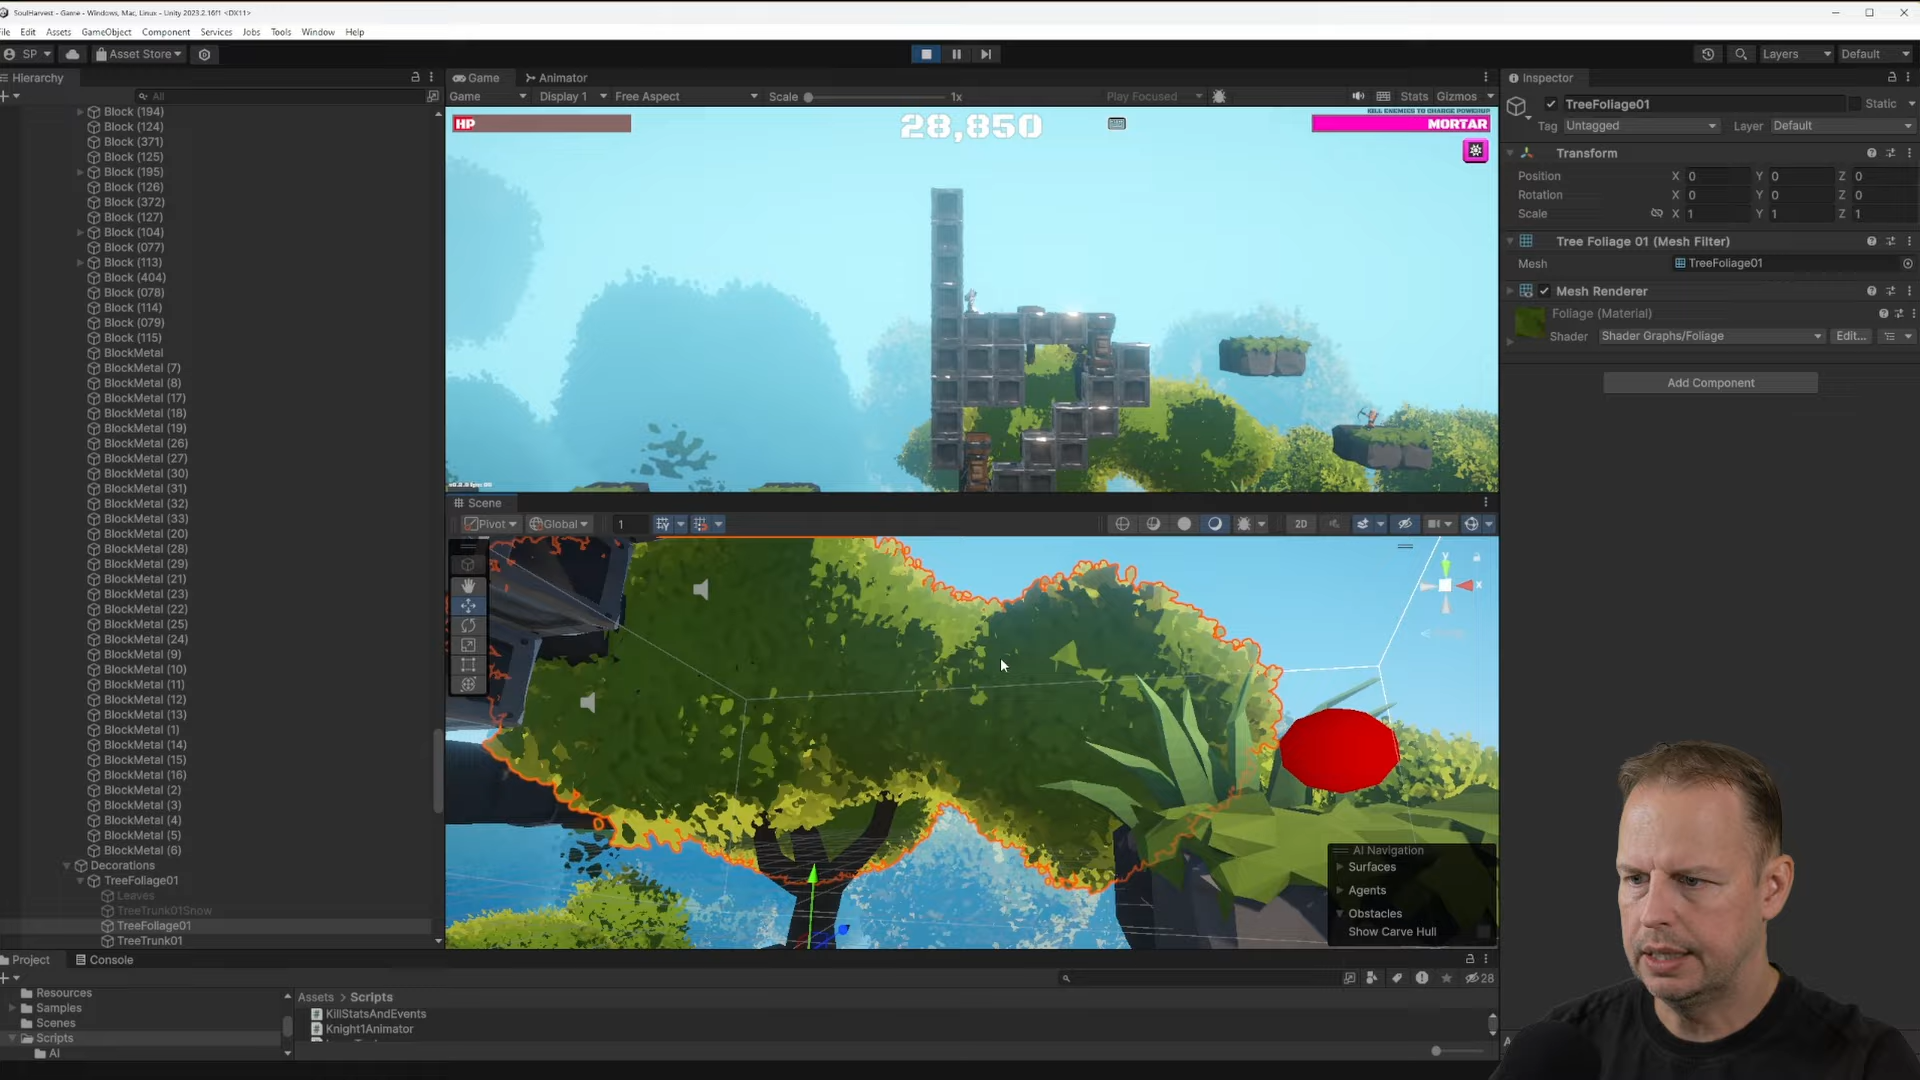 SoulHarvest - Game - Windows, Mac, Linux - Unity 2023.2.16f1 <DX11>
File Edit Assets GameObject Component Services Jobs Tools Window Help
SP Asset Store Layers Default
Hierarchy
All
Block (194)
Block (124)
Block (371)
Block (125)
Block (195)
Block (126)
Block (372)
Block (127)
Block (104)
Block (077)
Block (113)
Block (404)
Block (078)
Block (114)
Block (079)
Block (115)
BlockMetal
BlockMetal (7)
BlockMetal (8)
BlockMetal (17)
BlockMetal (18)
BlockMetal (19)
BlockMetal (26)
BlockMetal (27)
BlockMetal (30)
BlockMetal (31)
BlockMetal (32)
BlockMetal (33)
BlockMetal (20)
BlockMetal (28)
BlockMetal (29)
BlockMetal (21)
BlockMetal (23)
BlockMetal (22)
BlockMetal (25)
BlockMetal (24)
BlockMetal (9)
BlockMetal (10)
BlockMetal (11)
BlockMetal (12)
BlockMetal (13)
BlockMetal (1)
BlockMetal (14)
BlockMetal (15)
BlockMetal (16)
BlockMetal (2)
BlockMetal (3)
BlockMetal (4)
BlockMetal (5)
BlockMetal (6)
Decorations
TreeFoliage01
Leaves
TreeTrunk01Snow
TreeFoliage01
TreeTrunk01
Game Animator
Game Display 1 Free Aspect Scale 1x Play Focused Stats Gizmos
KILL ENEMIES TO CHARGE POWERUP
HP 28,850 MORTAR
Scene
Pivot Global 1 2D
y
x
AI Navigation
Surfaces
Agents
Obstacles
Show Carve Hull
Inspector
TreeFoliage01 Static
Tag Untagged Layer Default
Transform
Position X 0 Y 0 Z 0
Rotation X 0 Y 0 Z 0
Scale X 1 Y 1 Z 1
Tree Foliage 01 (Mesh Filter)
Mesh TreeFoliage01
Mesh Renderer
Foliage (Material)
Shader Shader Graphs/Foliage Edit...
Add Component
Project Console
28
Resources
Samples
Scenes
Scripts
AI
Assets > Scripts
KillStatsAndEvents
Knight1Animator